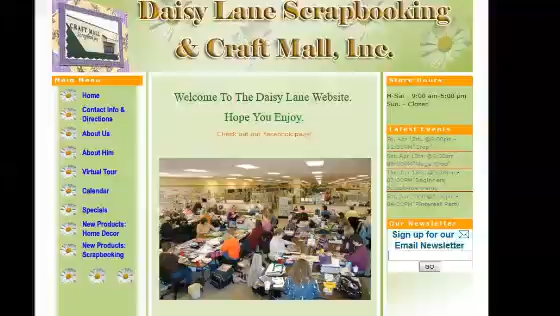 Daisy Lane Scrapbooking
& Craft Mall, Inc.
CRAFT MALL
Main Menu
Home
Contact Info &
Directions
About Us
About Him
Virtual Tour
Calendar
Specials
New Products:
Home Decor
New Products:
Scrapbooking
Welcome To The Daisy Lane Website.
Hope You Enjoy.
Check out our Facebook page!
Store Hours
M-Sat 9:00 am-5:00 pm
Sun. - Closed
Latest Events
Our Newsletter
Sign up for our
Email Newsletter
GO